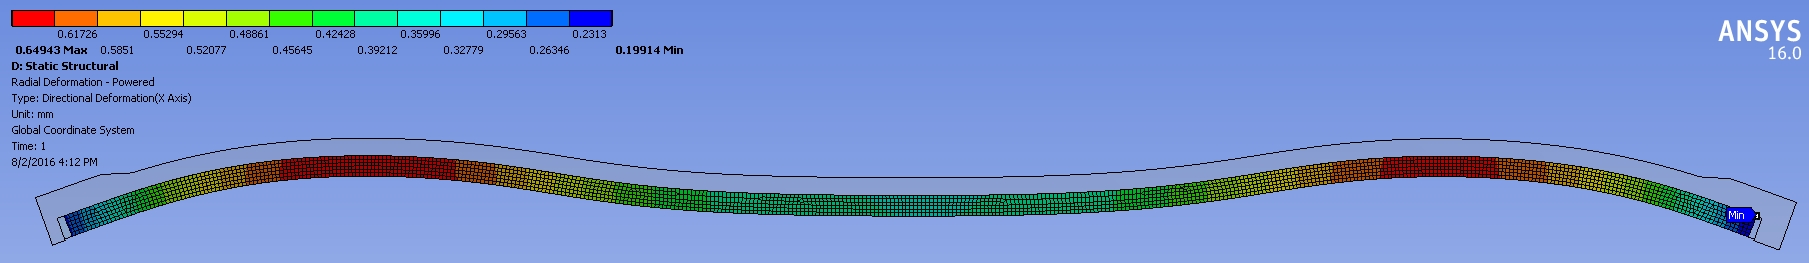 0.61726 0.55294 0.48861 0.42428 0.35996 0.29563 0.2313
0.64943 Max 0.5851 0.52077 0.45645 0.39212 0.32779 0.26346 0.19914 Min
D: Static Structural
Radial Deformation - Powered
Type: Directional Deformation(X Axis)
Unit: mm
Global Coordinate System
Time: 1
8/2/2016 4:12 PM
ANSYS
16.0
Min